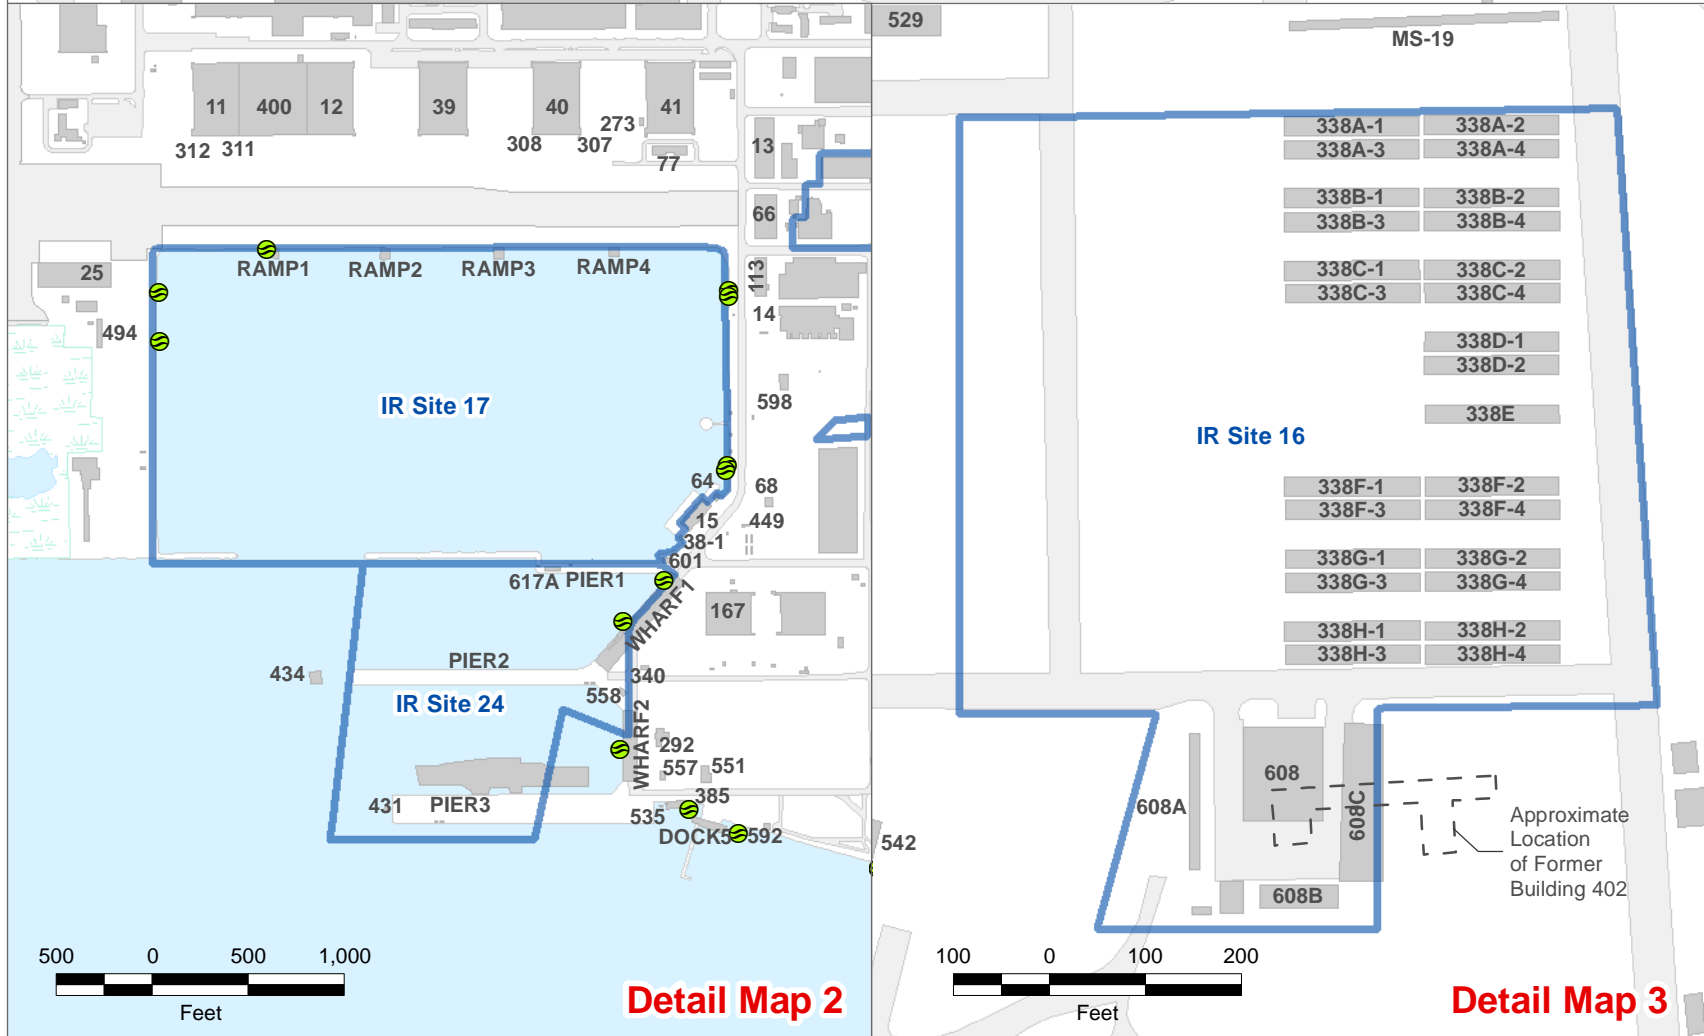 11
400
12
39
40
41
312
311
308
307
273
77
13
66
113
14
25
494
RAMP1
RAMP2
RAMP3
RAMP4
IR Site 17
598
64
68
15
449
38-1
601
617A
PIER1
WHARF1
167
PIER2
434
340
IR Site 24
558
WHARF2
292
557
551
385
431
PIER3
535
DOCK5
592
500
0
500
1,000
Feet
Detail Map 2
529
MS-19
338A-1
338A-2
338A-3
338A-4
338B-1
338B-2
338B-3
338B-4
338C-1
338C-2
338C-3
338C-4
338D-1
338D-2
338E
IR Site 16
338F-1
338F-2
338F-3
338F-4
338G-1
338G-2
338G-3
338G-4
338H-1
338H-2
338H-3
338H-4
608
608A
608C
608B
542
Approximate
Location
of Former
Building 402
100
0
100
200
Feet
Detail Map 3